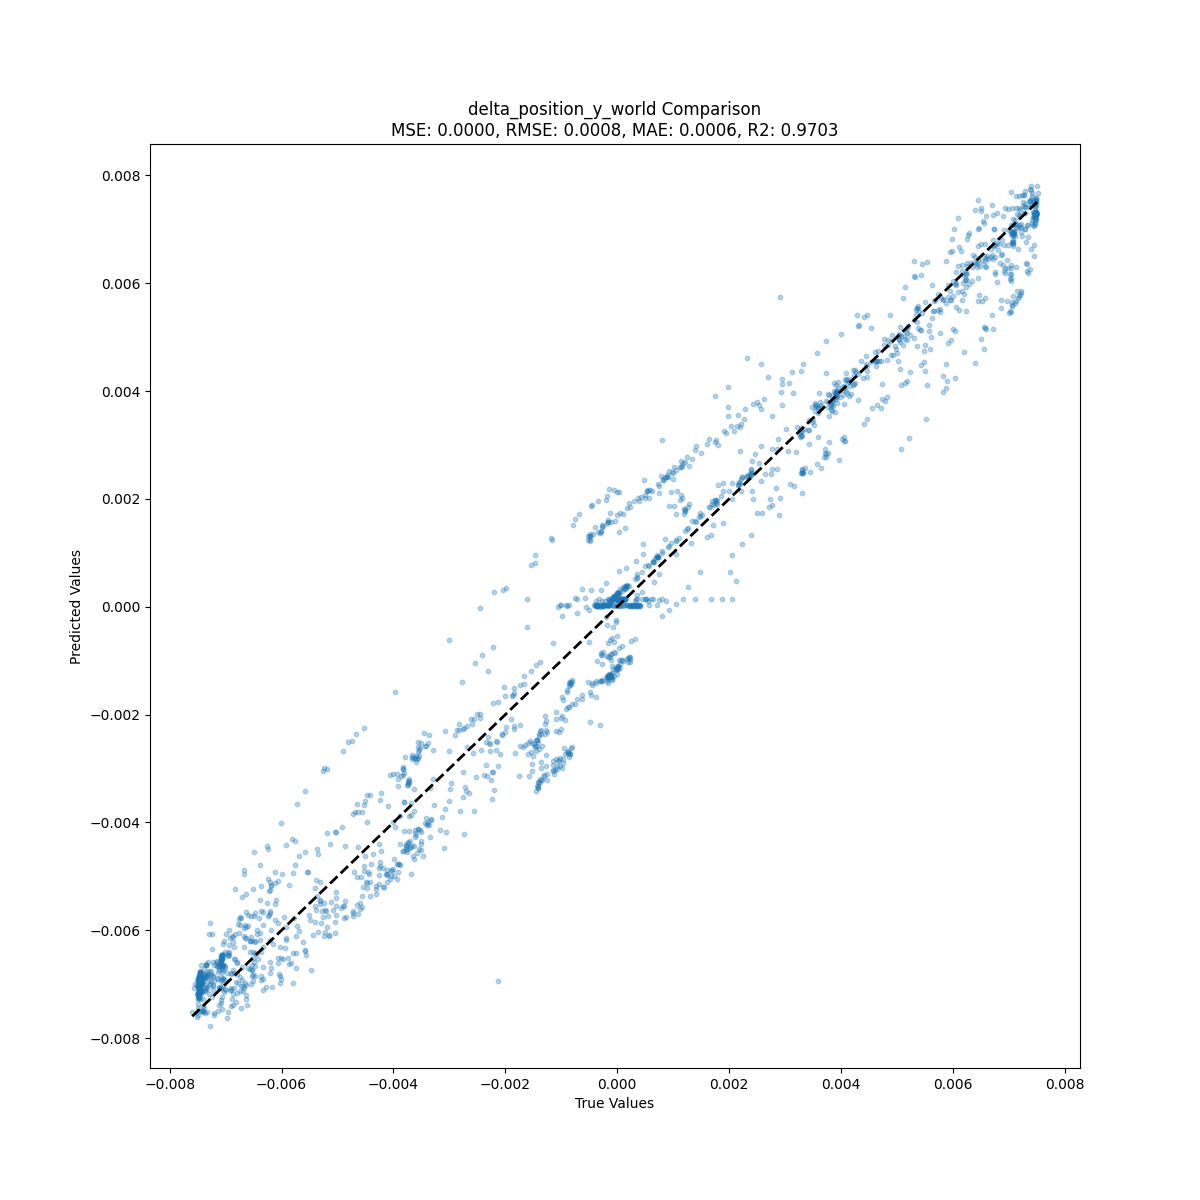 delta_position_y_world Comparison
MSE: 0.0000, RMSE: 0.0008, MAE: 0.0006, R2: 0.9703
0.008
0.006
0.004
0.002
0.000
−0.002
−0.004
−0.006
−0.008
Predicted Values
−0.008 −0.006 −0.004 −0.002 0.000 0.002 0.004 0.006 0.008
True Values